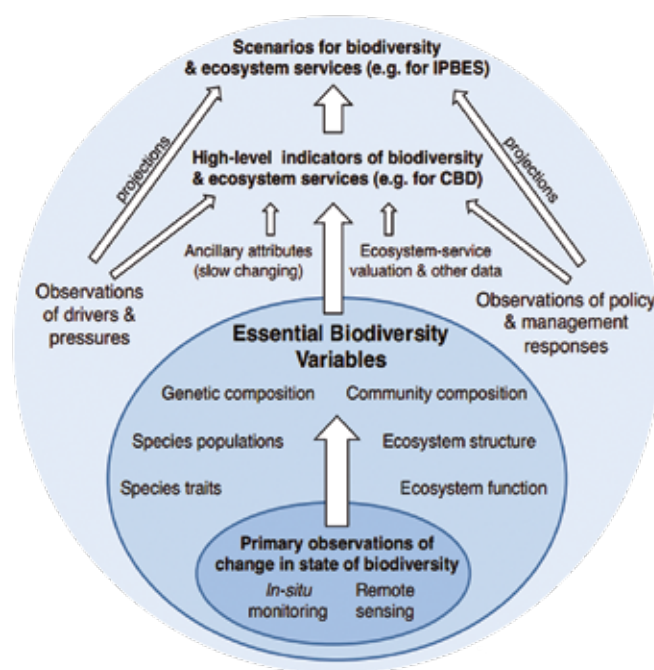 Scenarios for biodiversity
& ecosystem services (e.g. for IPBES)
projections
projections
High-level indicators of biodiversity
& ecosystem services (e.g. for CBD)
Ancillary attributes
(slow changing)
Ecosystem-service
valuation & other data
Observations
of drivers &
pressures
Observations of policy
& management
responses
Essential Biodiversity
Variables
Genetic composition
Community composition
Species populations
Ecosystem structure
Species traits
Ecosystem function
Primary observations of
change in state of biodiversity
In-situ
monitoring
Remote
sensing